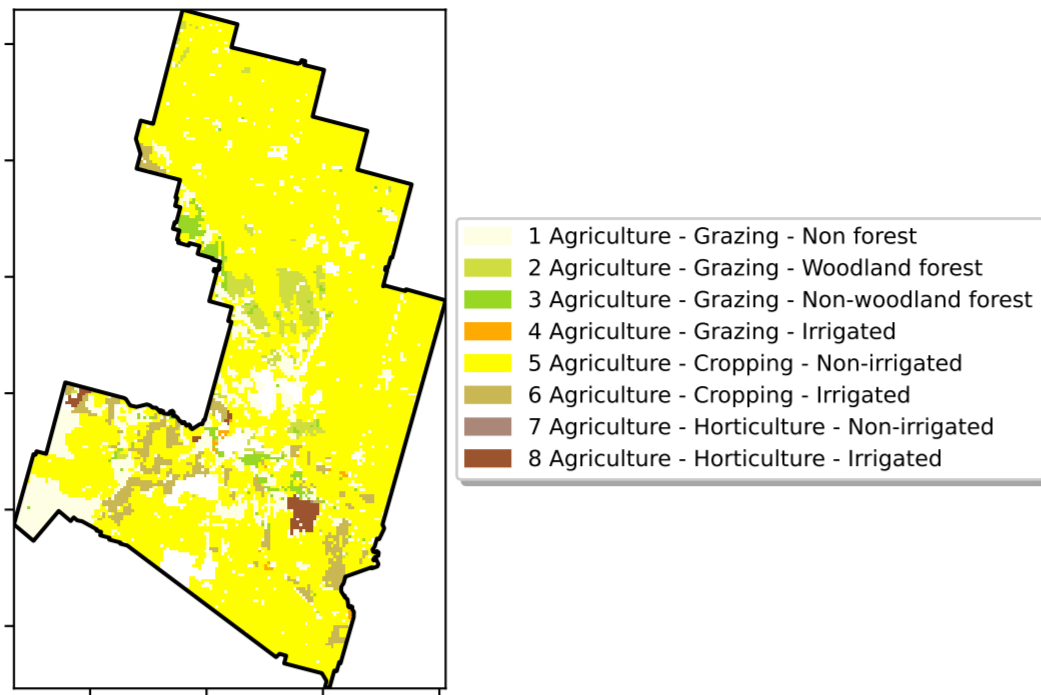 1 Agriculture - Grazing - Non forest
2 Agriculture - Grazing - Woodland forest
3 Agriculture - Grazing - Non-woodland forest
4 Agriculture - Grazing - Irrigated
5 Agriculture - Cropping - Non-irrigated
6 Agriculture - Cropping - Irrigated
7 Agriculture - Horticulture - Non-irrigated
8 Agriculture - Horticulture - Irrigated